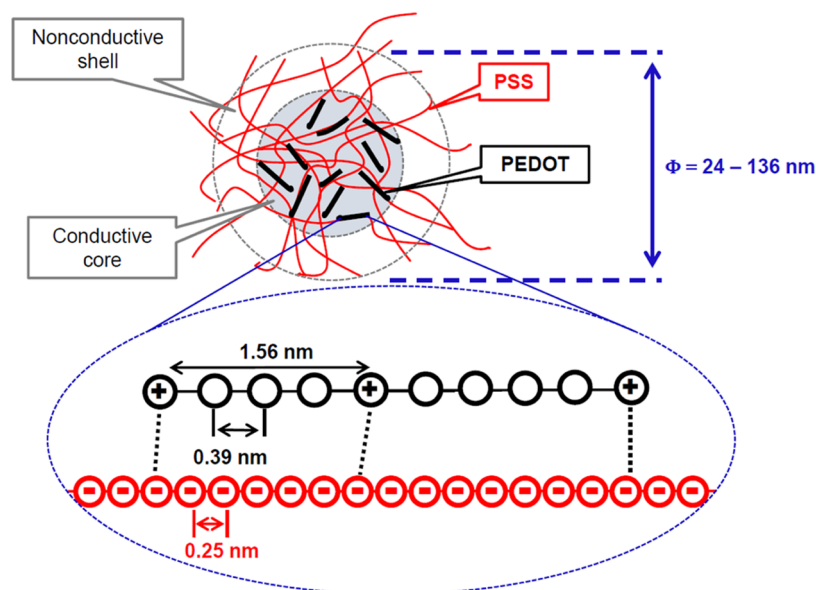 Nonconductive
shell
PSS
PEDOT
Φ = 24 – 136 nm
Conductive
core
1.56 nm
+
+
+
0.39 nm
- - - - - - - - - - - - - - - - - - -
0.25 nm